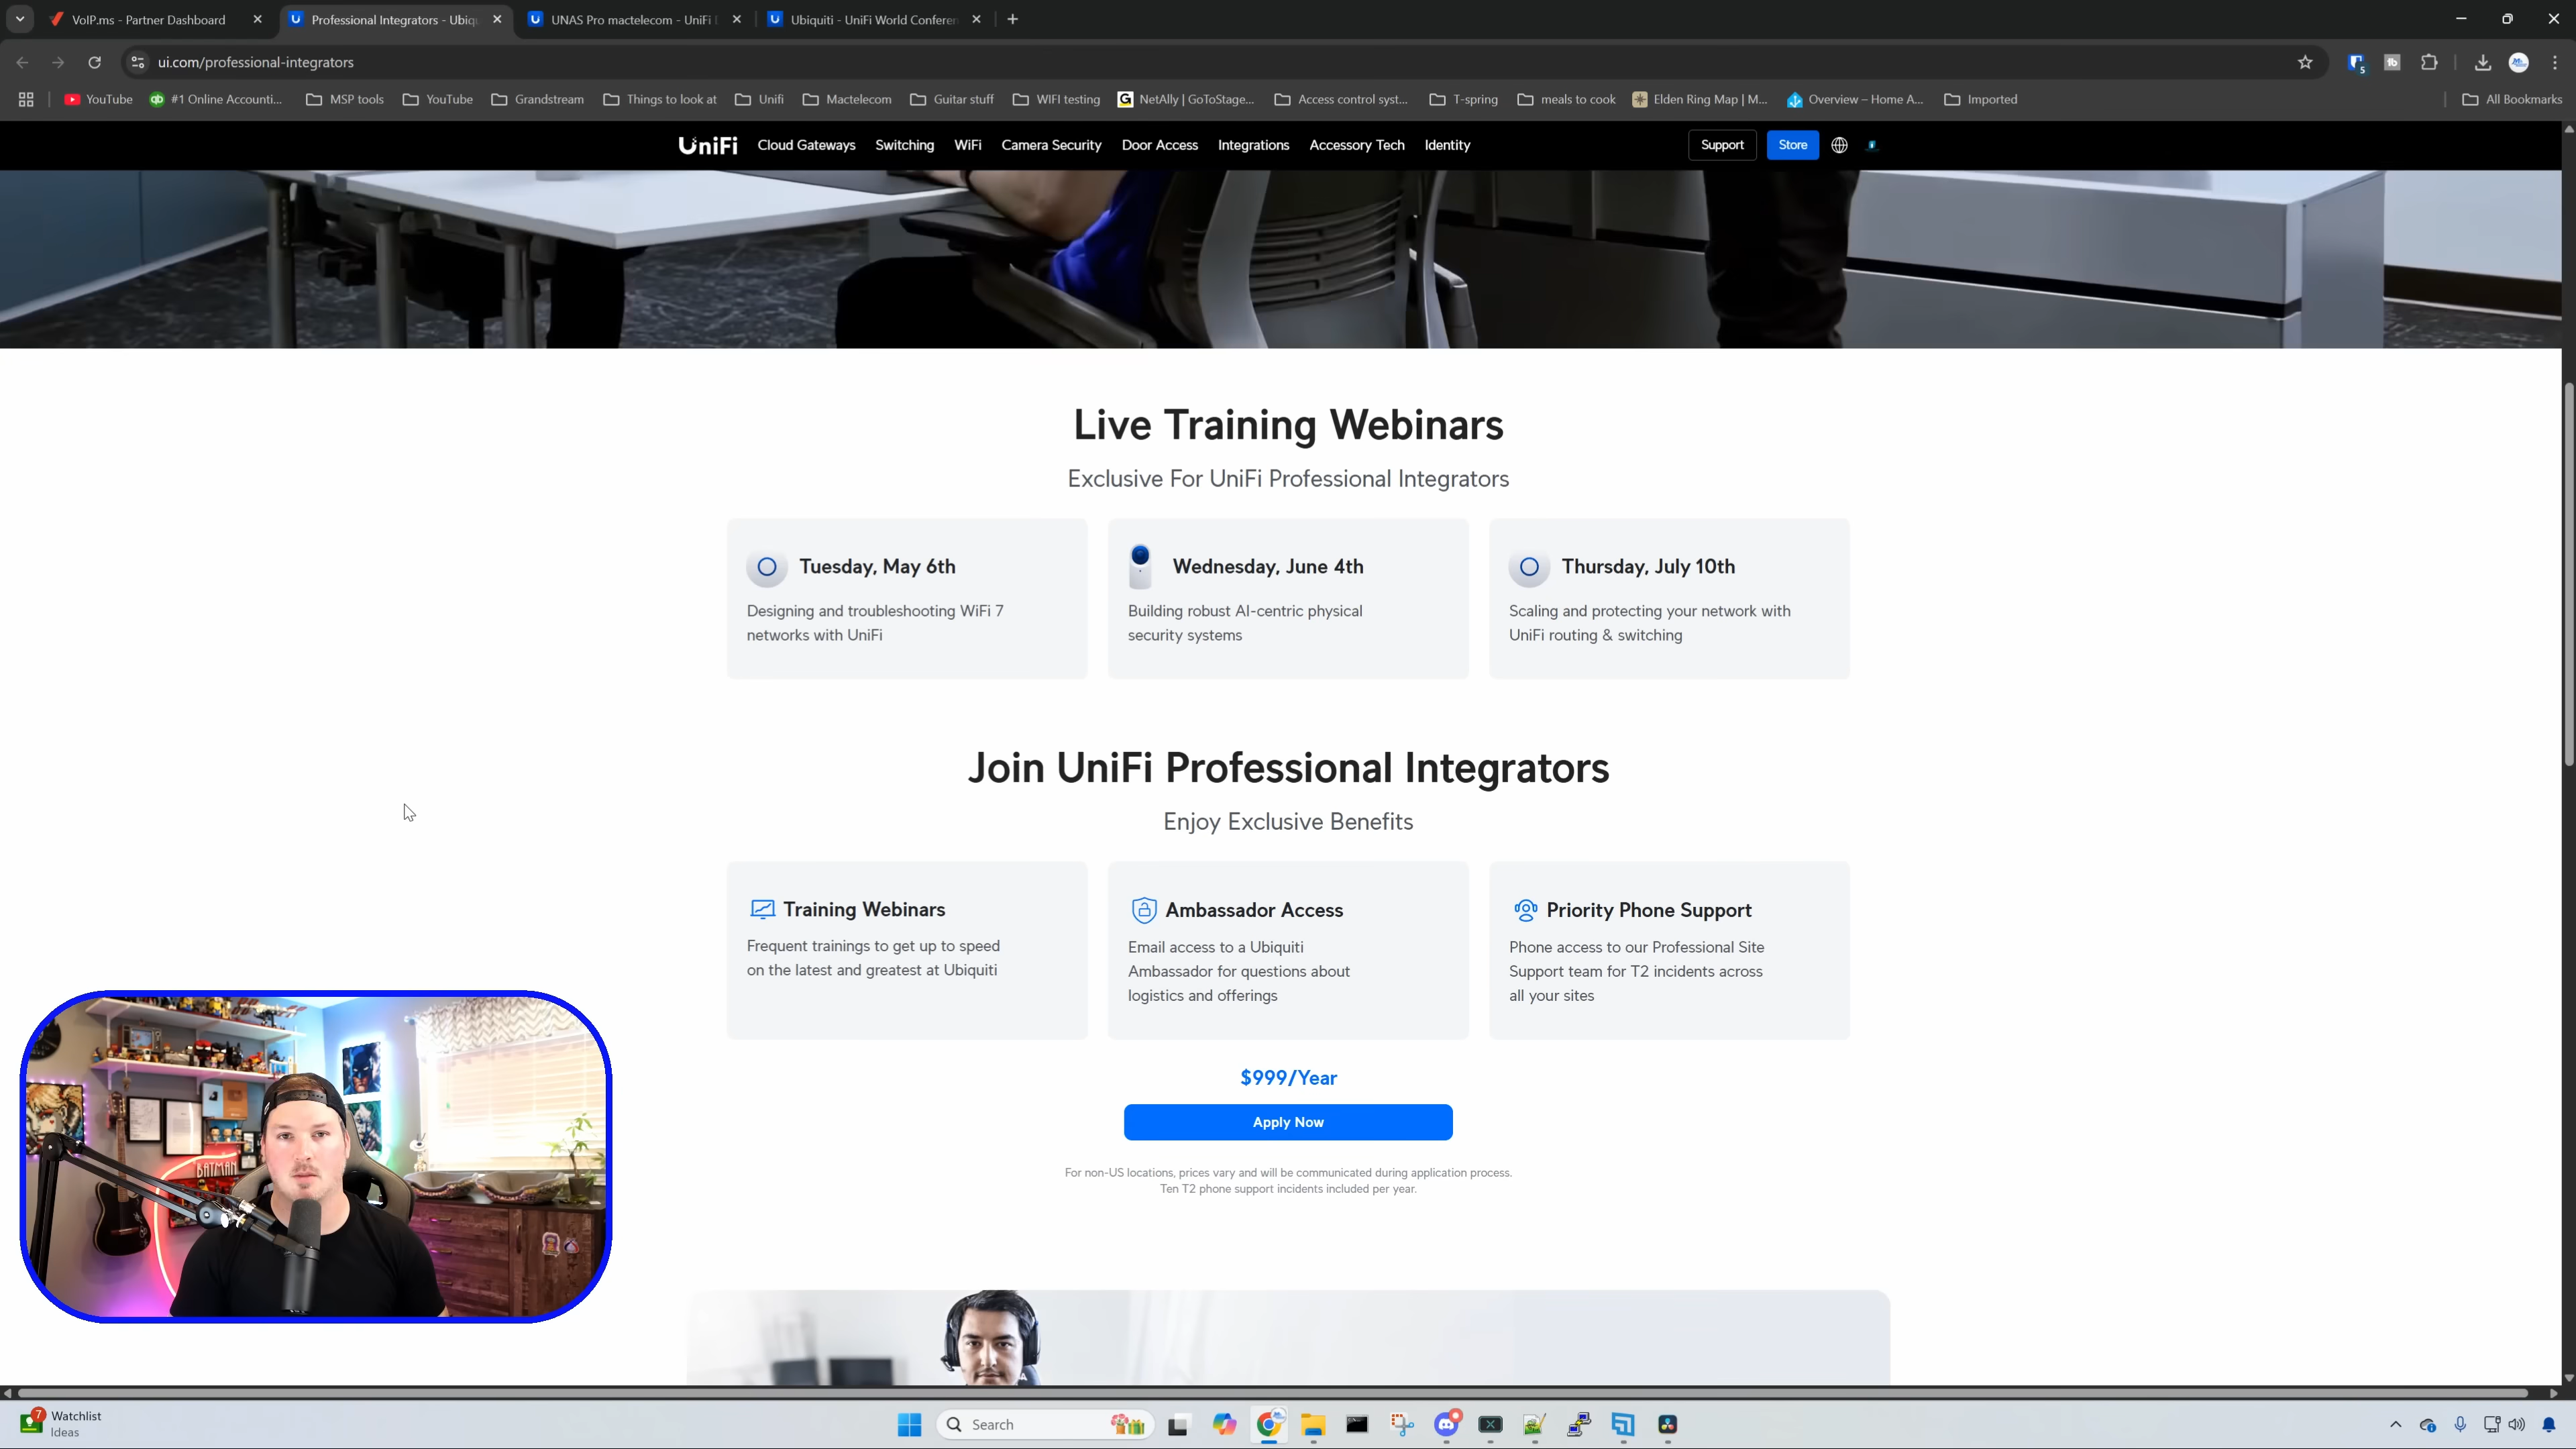 VoIP.ms - Partner Dashboard
Professional Integrators - Ubiqu
UNAS Pro mactelecom - UniFi
Ubiquiti - UniFi World Conferen
ui.com/professional-integrators
5
YouTube
#1 Online Accounti...
MSP tools
YouTube
Grandstream
Things to look at
Unifi
Mactelecom
Guitar stuff
WIFI testing
NetAlly | GoToStage...
Access control syst...
T-spring
meals to cook
Elden Ring Map | M...
Overview – Home A...
Imported
All Bookmarks
UniFi
Cloud Gateways
Switching
WiFi
Camera Security
Door Access
Integrations
Accessory Tech
Identity
Support
Store
Live Training Webinars
Exclusive For UniFi Professional Integrators
Tuesday, May 6th
Designing and troubleshooting WiFi 7
networks with UniFi
Wednesday, June 4th
Building robust AI-centric physical
security systems
Thursday, July 10th
Scaling and protecting your network with
UniFi routing & switching
Join UniFi Professional Integrators
Enjoy Exclusive Benefits
Training Webinars
Frequent trainings to get up to speed
on the latest and greatest at Ubiquiti
Ambassador Access
Email access to a Ubiquiti
Ambassador for questions about
logistics and offerings
Priority Phone Support
Phone access to our Professional Site
Support team for T2 incidents across
all your sites
$999/Year
Apply Now
For non-US locations, prices vary and will be communicated during application process.
Ten T2 phone support incidents included per year.
BATMAN
7
Watchlist
Ideas
Search